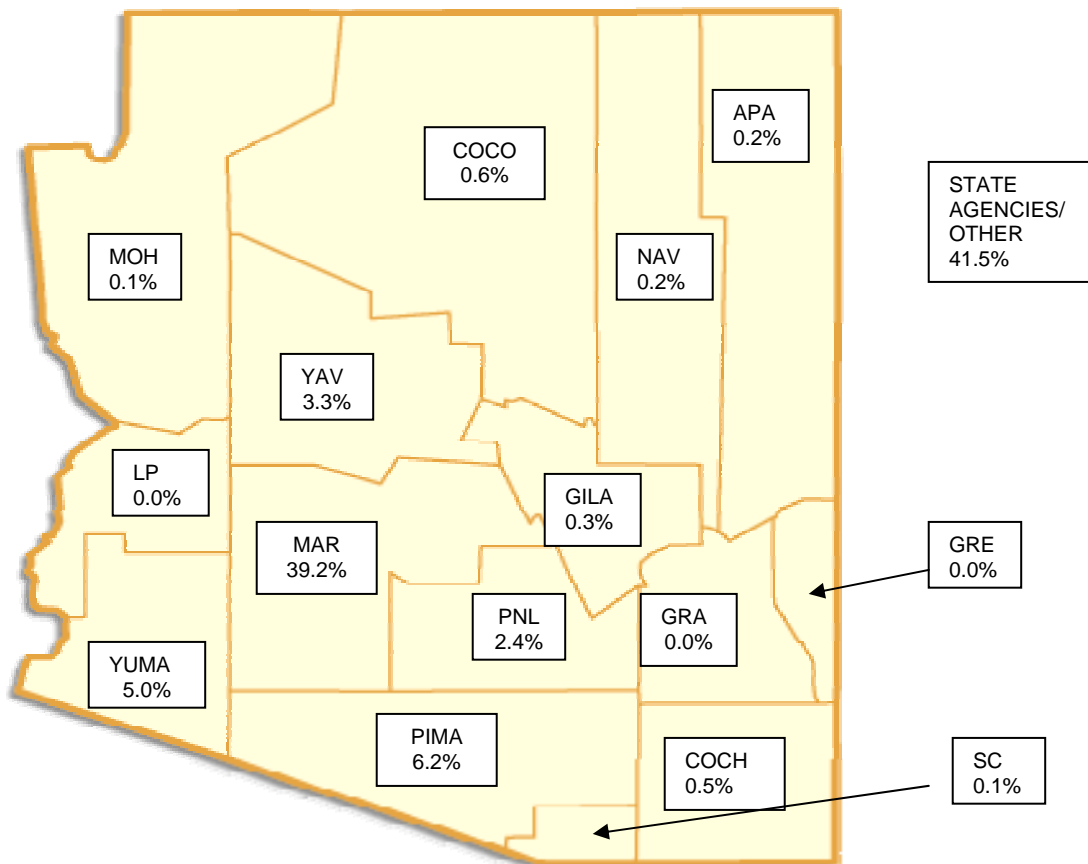 APA
0.2%
COCO
0.6%
STATE
AGENCIES/
OTHER
41.5%
MOH
0.1%
NAV
0.2%
YAV
3.3%
LP
0.0%
GILA
0.3%
MAR
39.2%
GRE
0.0%
PNL
2.4%
GRA
0.0%
YUMA
5.0%
PIMA
6.2%
COCH
0.5%
SC
0.1%